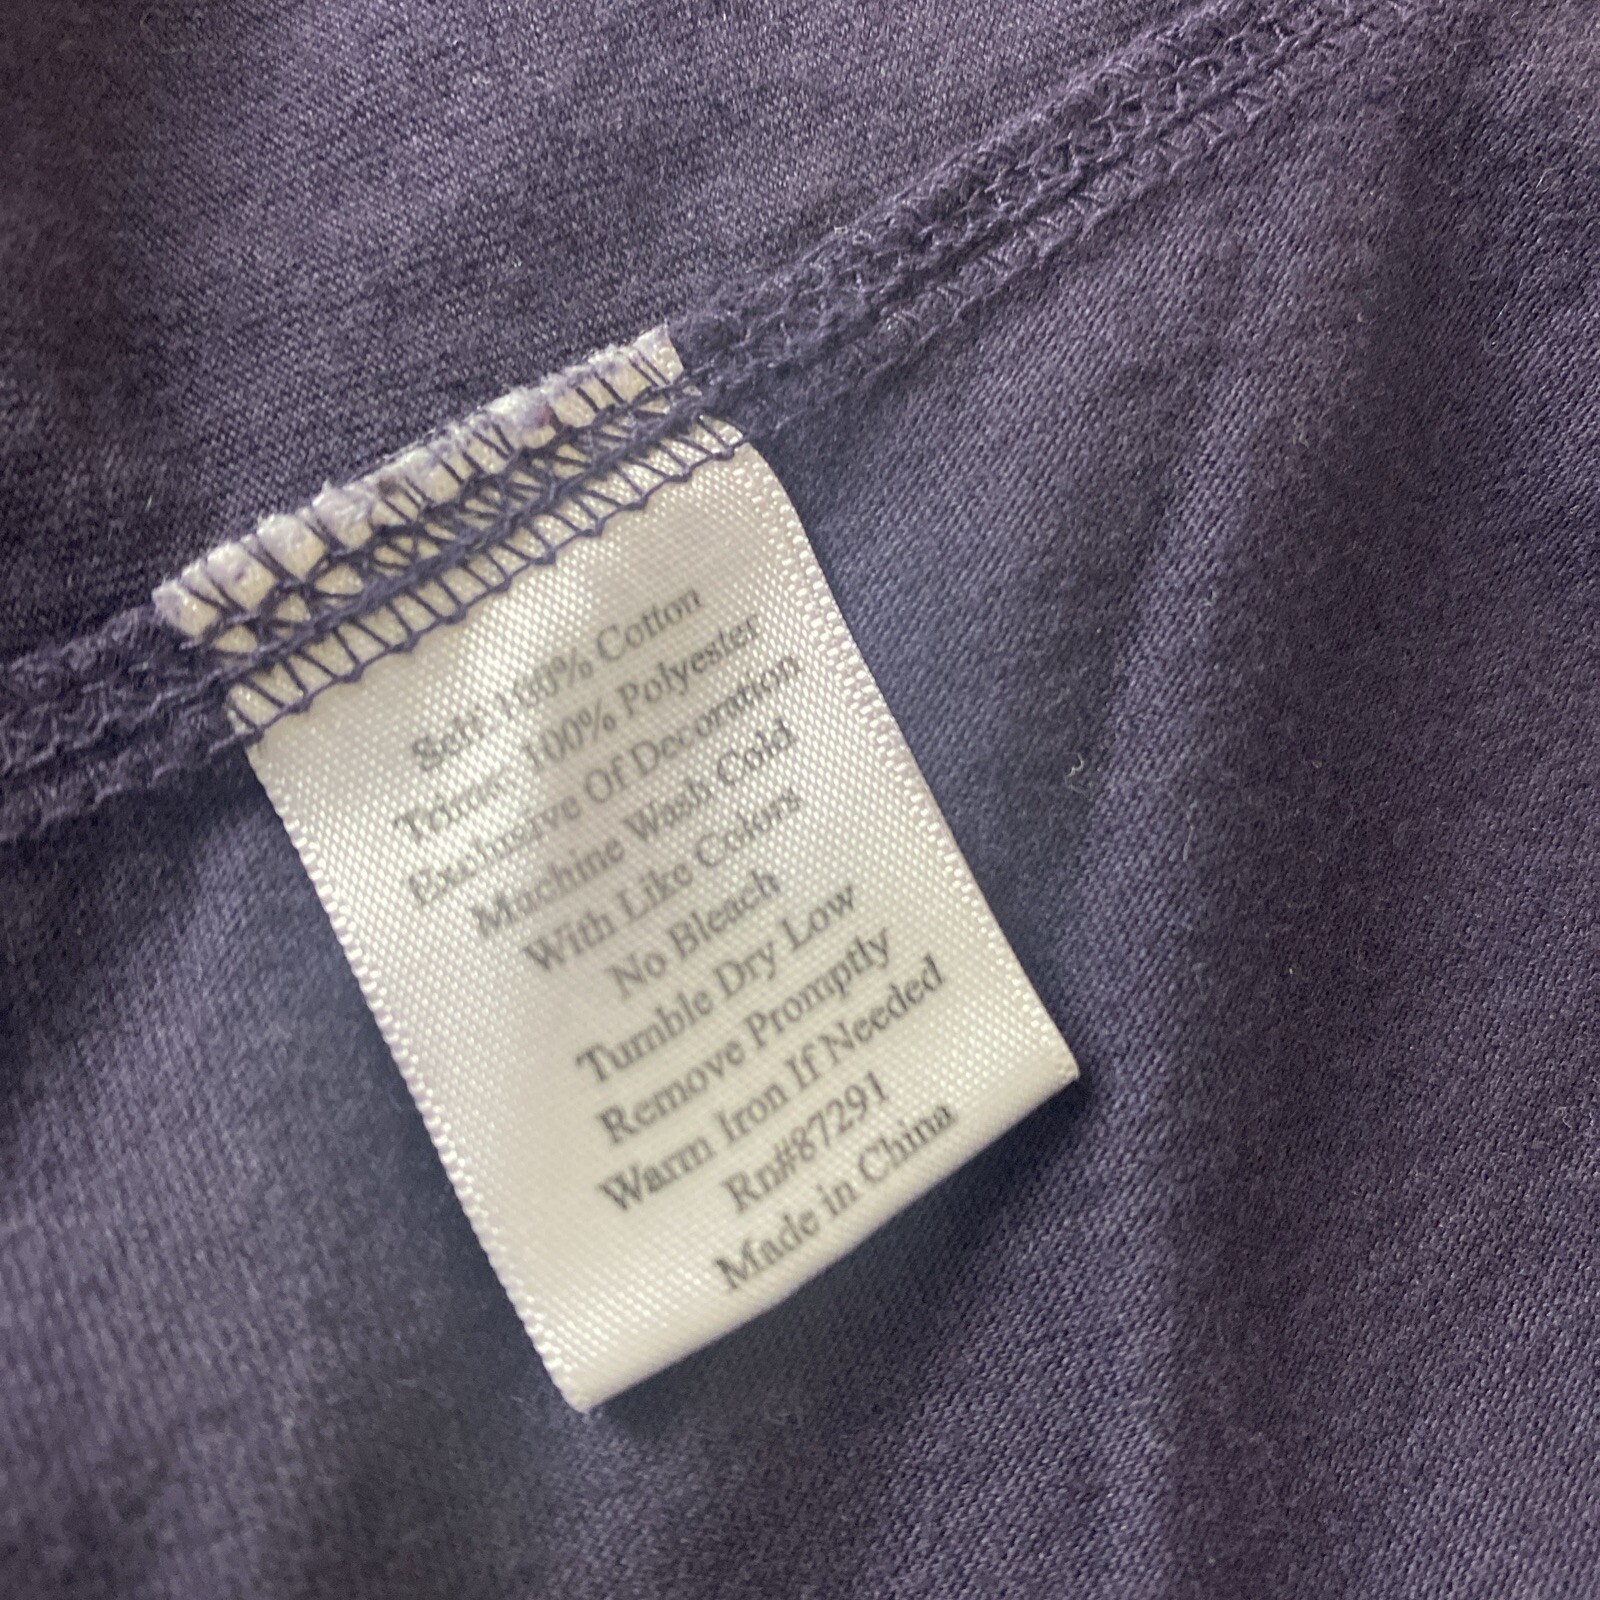 Self: 100% Cotton
Trim: 100% Polyester
Exclusive Of Decoration
Machine Wash Cold
With Like Colors
No Bleach
Tumble Dry Low
Remove Promptly
Warm Iron If Needed
Rn#87291
Made in China